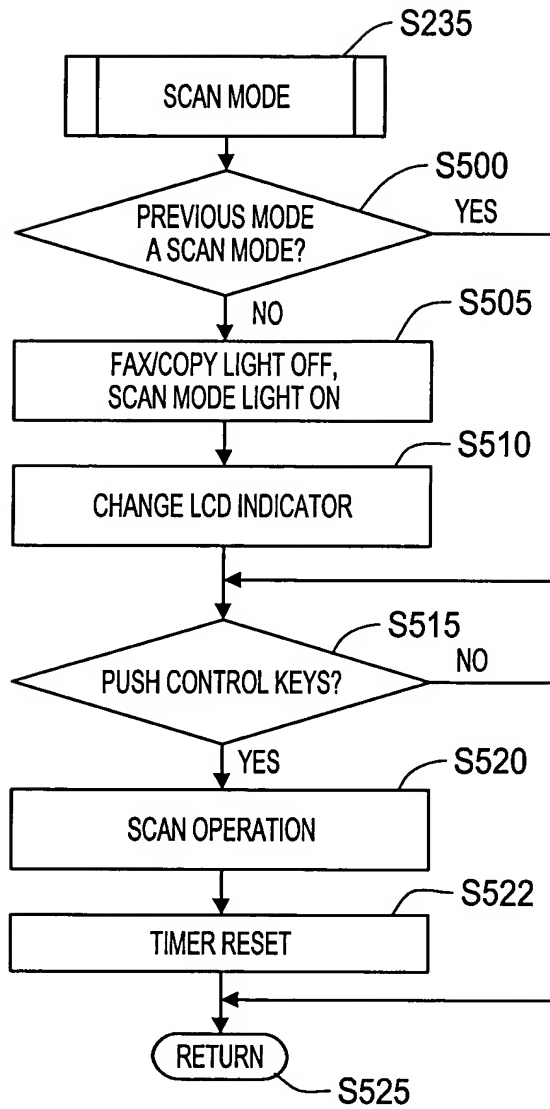 S235
SCAN MODE
S500
PREVIOUS MODE
A SCAN MODE?
YES
NO
S505
FAX/COPY LIGHT OFF,
SCAN MODE LIGHT ON
S510
CHANGE LCD INDICATOR
S515
PUSH CONTROL KEYS?
NO
YES
S520
SCAN OPERATION
S522
TIMER RESET
RETURN
S525